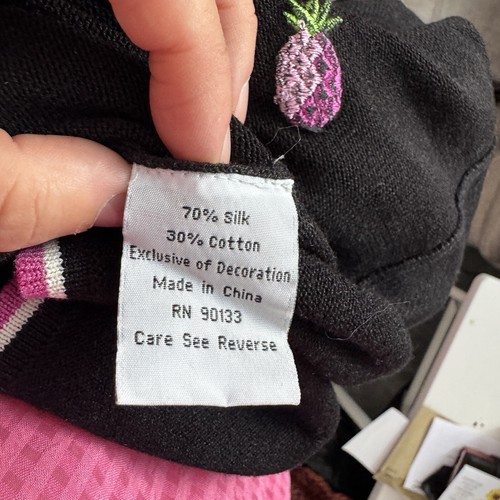 70% Silk
30% Cotton
Exclusive of Decoration
Made in China
RN 90133
Care See Reverse